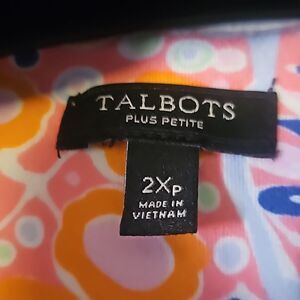 TALBOTS
PLUS PETITE
2XP
MADE IN
VIETNAM